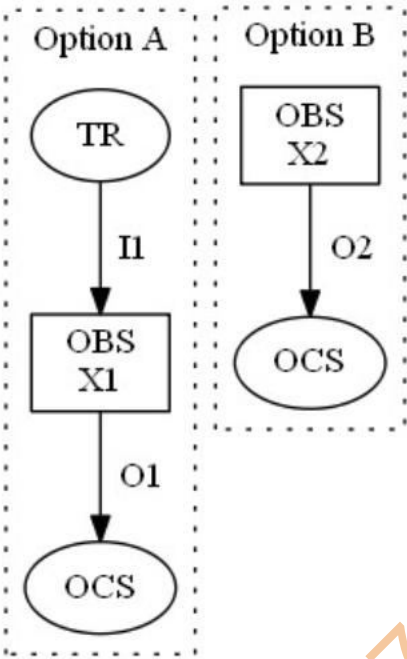 Option A
TR
I1
OBS
X1
O1
OCS
Option B
OBS
X2
O2
OCS